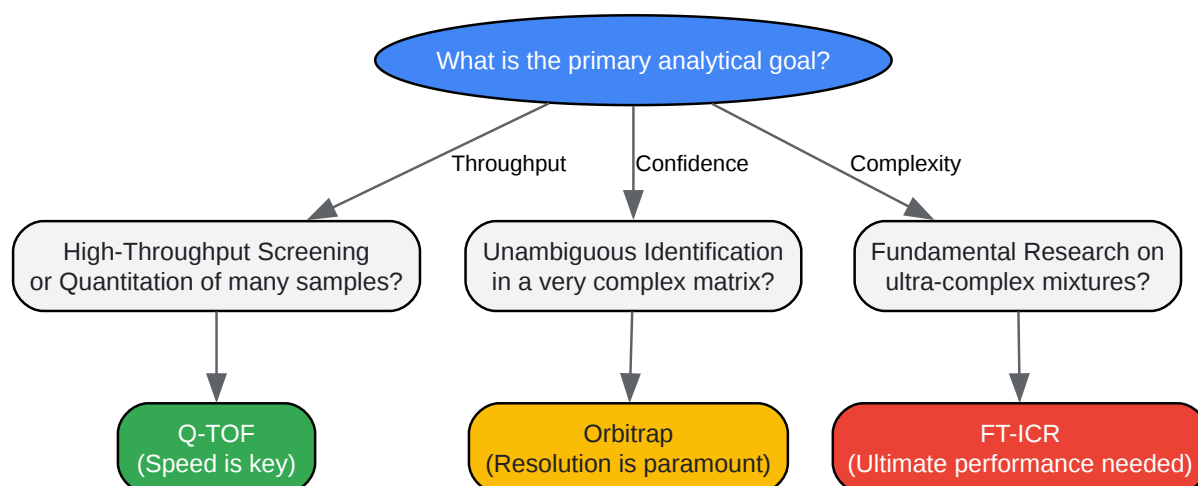 What is the primary analytical goal?
Throughput
Confidence
Complexity
High-Throughput Screening
or Quantitation of many samples?
Unambiguous Identification
in a very complex matrix?
Fundamental Research on
ultra-complex mixtures?
Q-TOF
(Speed is key)
Orbitrap
(Resolution is paramount)
FT-ICR
(Ultimate performance needed)